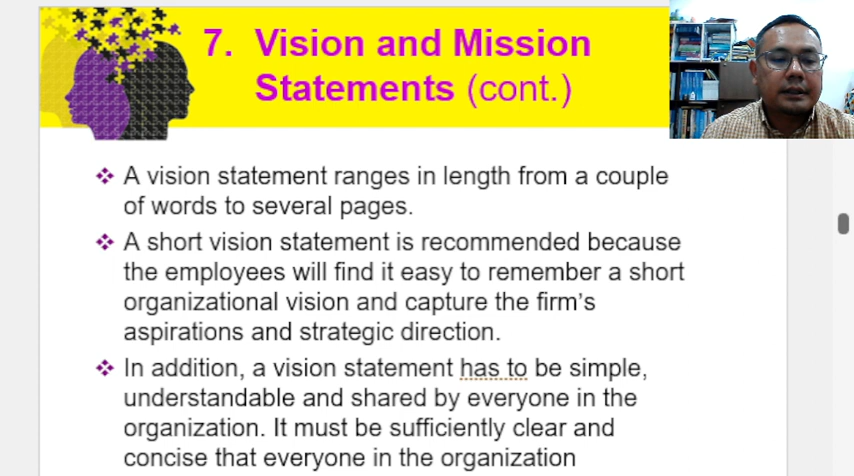 7. Vision and Mission
Statements (cont.)
❖ A vision statement ranges in length from a couple
of words to several pages.
❖ A short vision statement is recommended because
the employees will find it easy to remember a short
organizational vision and capture the firm's
aspirations and strategic direction.
❖ In addition, a vision statement has to be simple,
understandable and shared by everyone in the
organization. It must be sufficiently clear and
concise that everyone in the organization